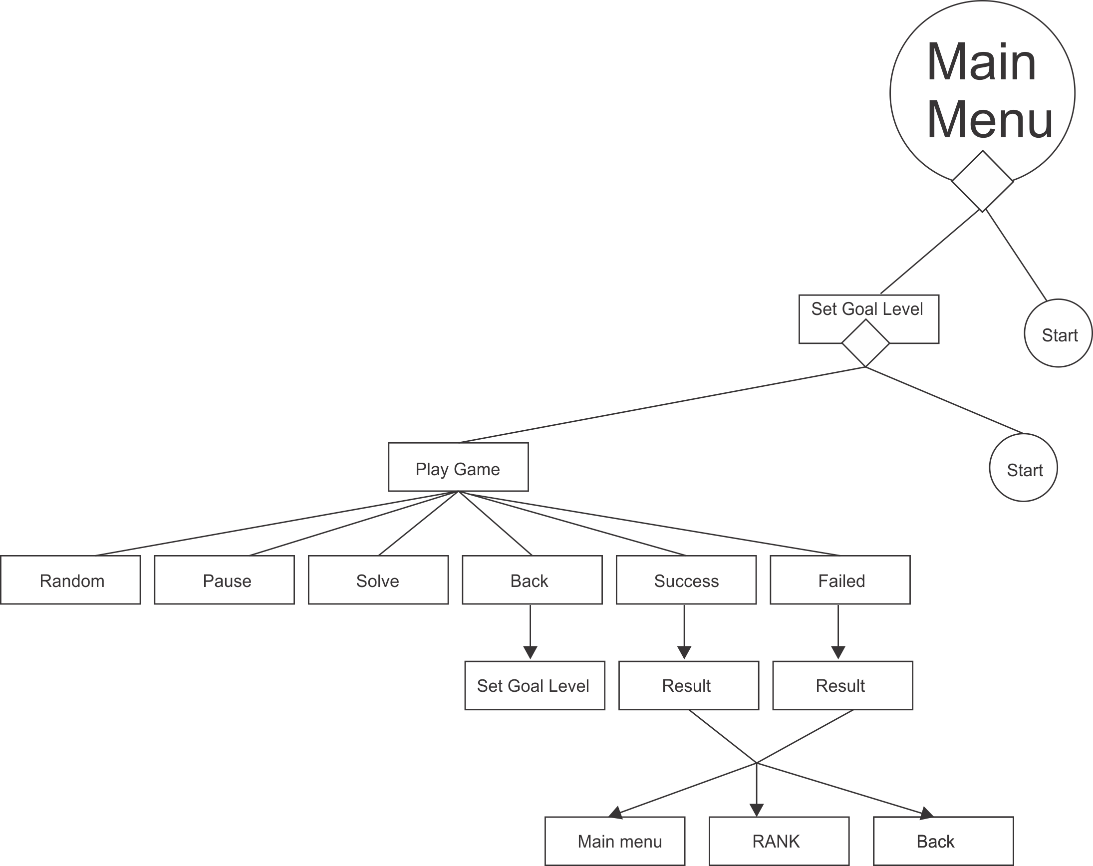 Main
Menu
Set Goal Level
Start
Play Game
Start
Random
Pause
Solve
Back
Success
Failed
Set Goal Level
Result
Result
Main menu
RANK
Back